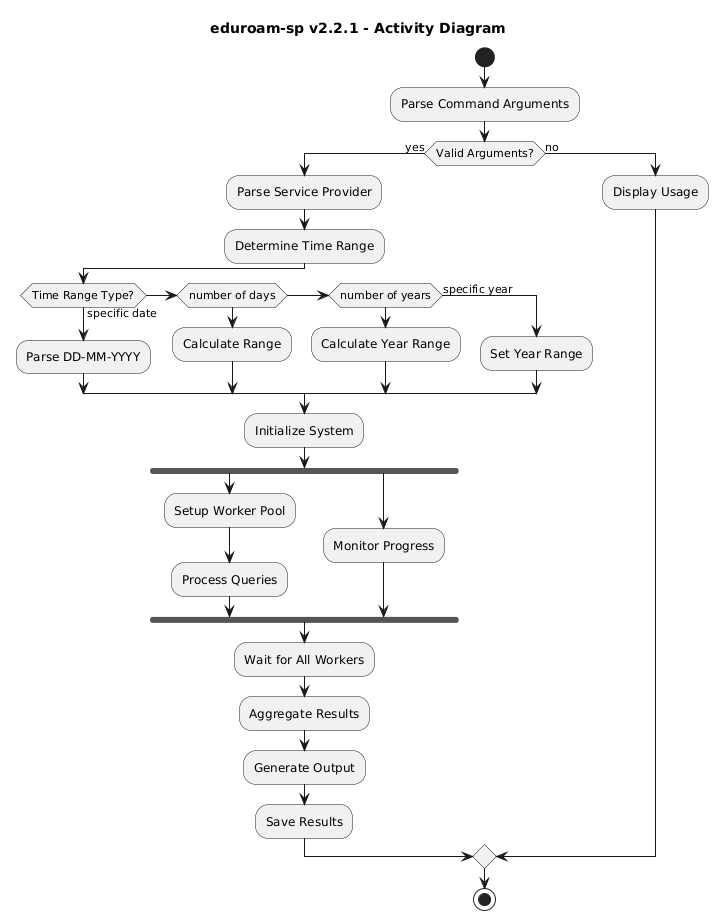 eduroam-sp v2.2.1 - Activity Diagram
Parse Command Arguments
yes
Valid Arguments?
no
Parse Service Provider
Display Usage
Determine Time Range
Time Range Type?
number of days
number of years
specific year
specific date
Parse DD-MM-YYYY
Calculate Range
Calculate Year Range
Set Year Range
Initialize System
Setup Worker Pool
Monitor Progress
Process Queries
Wait for All Workers
Aggregate Results
Generate Output
Save Results